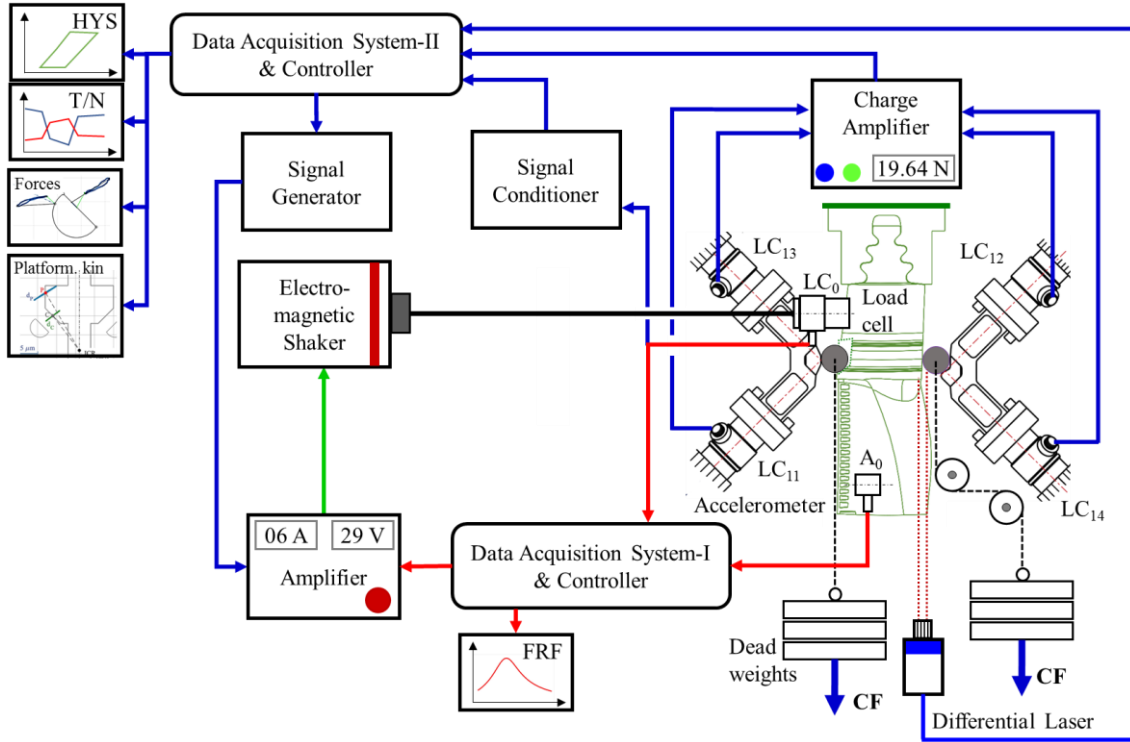 HYS
T/N
Forces
Platform. kin
5 μm
Data Acquisition System-II
& Controller
Signal
Generator
Signal
Conditioner
Charge
Amplifier
19.64 N
Electro-
magnetic
Shaker
LC13
LC0
Load
cell
LC12
LC11
Accelerometer
A0
LC14
06 A
29 V
Amplifier
Data Acquisition System-I
& Controller
FRF
Dead
weights
CF
CF
Differential Laser